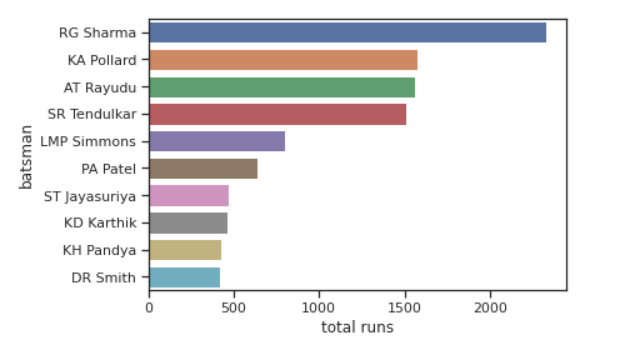 RG Sharma
KA Pollard
AT Rayudu
SR Tendulkar
LMP Simmons
PA Patel
ST Jayasuriya
KD Karthik
KH Pandya
DR Smith
batsman
0 500 1000 1500 2000
total runs